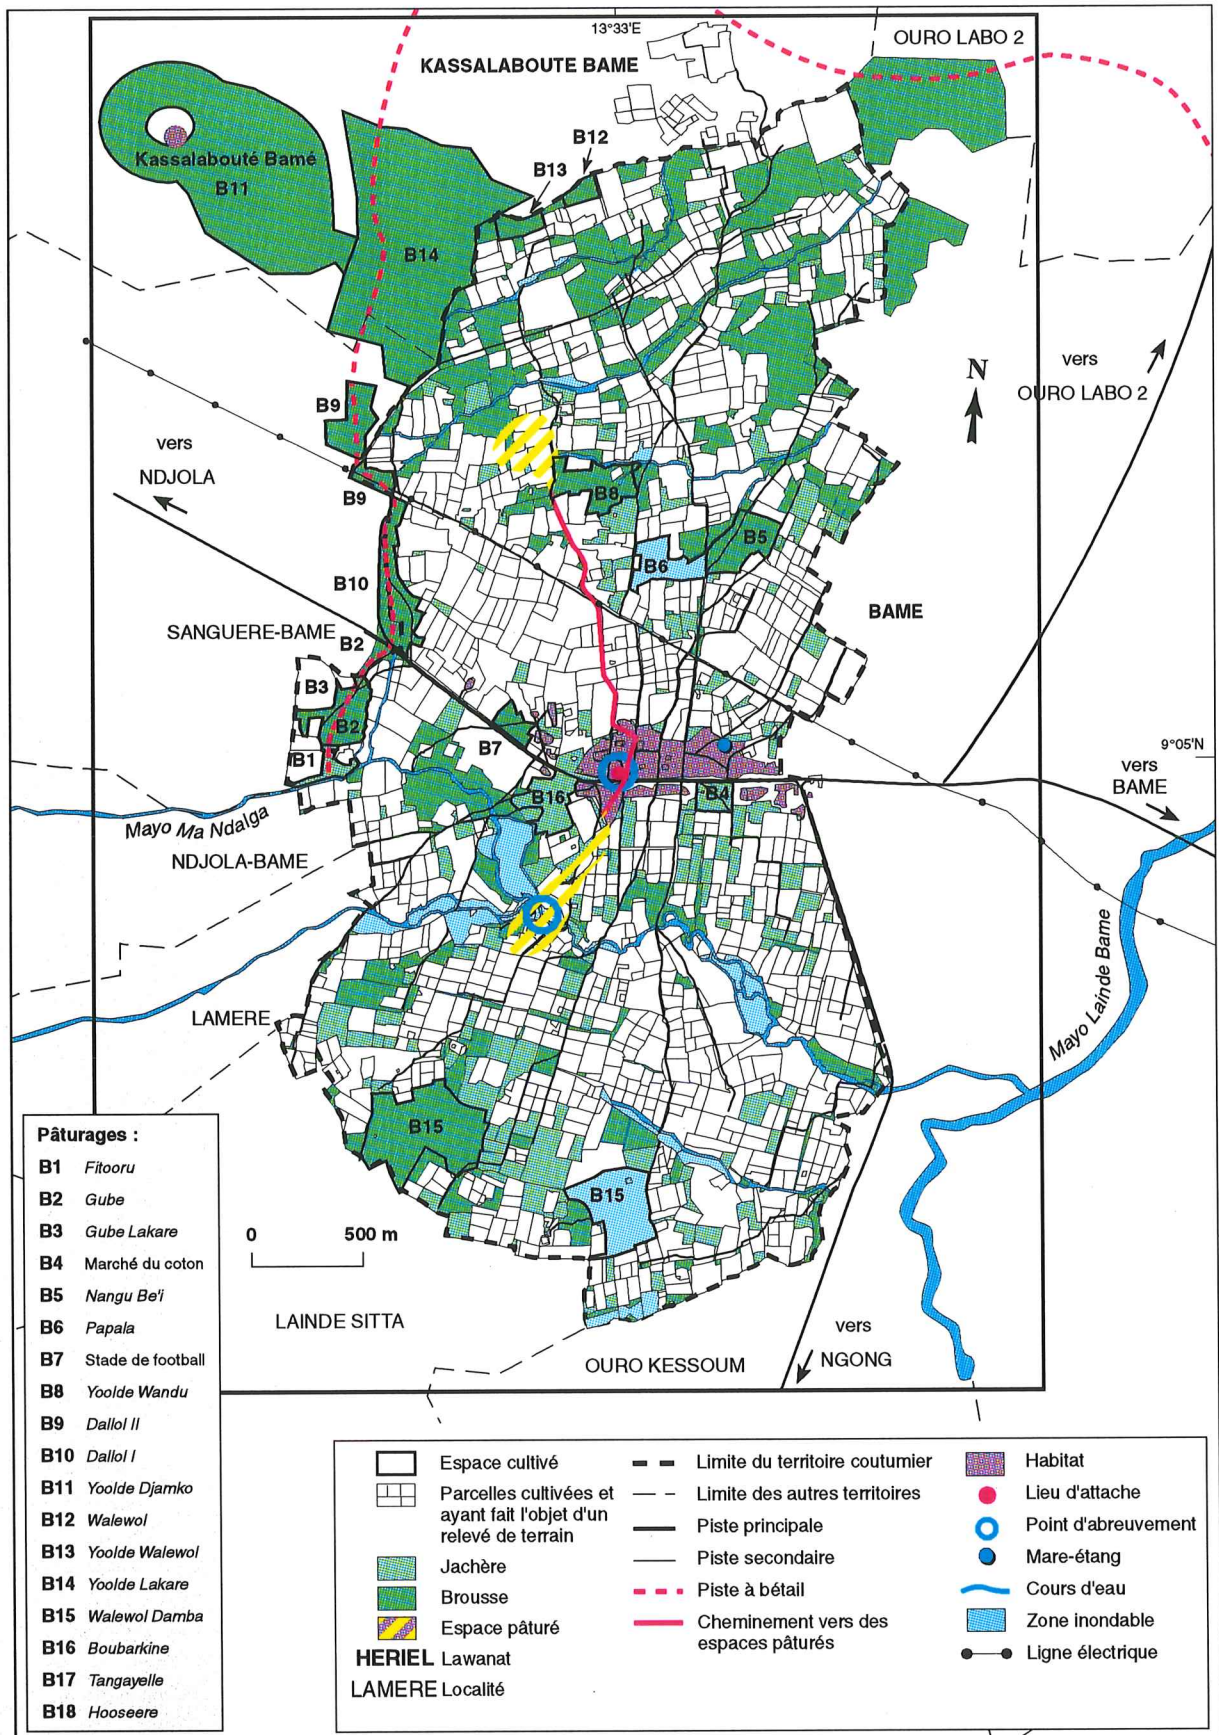 13°33'E
OURO LABO 2
KASSALABOUTE BAME
B12
B13
Kassalabouté Bamé
B11
B14
N
vers
OURO LABO 2
B9
vers
NDJOLA
B9
B8
B5
B6
B10
BAME
SANGUERE-BAME
B2
B3
B2
B7
B1
9°05'N
vers
BAME
B16
B4
Mayo Ma Ndalga
NDJOLA-BAME
Mayo Lainde Bame
LAMERE
B15
B15
0 500 m
LAINDE SITTA
OURO KESSOUM
vers
NGONG
Pâturages :
B1 Fitooru
B2 Gube
B3 Gube Lakare
B4 Marché du coton
B5 Nangu Be'i
B6 Papala
B7 Stade de football
B8 Yoolde Wandu
B9 Dallol II
B10 Dallol I
B11 Yoolde Djamko
B12 Walewol
B13 Yoolde Walewol
B14 Yoolde Lakare
B15 Walewol Damba
B16 Boubarkine
B17 Tangayelle
B18 Hooseere
Espace cultivé
Parcelles cultivées et
ayant fait l'objet d'un
relevé de terrain
Jachère
Brousse
Espace pâturé
HERIEL Lawanat
LAMERE Localité
Limite du territoire coutumier
Limite des autres territoires
Piste principale
Piste secondaire
Piste à bétail
Cheminement vers des
espaces pâturés
Habitat
Lieu d'attache
Point d'abreuvement
Mare-étang
Cours d'eau
Zone inondable
Ligne électrique